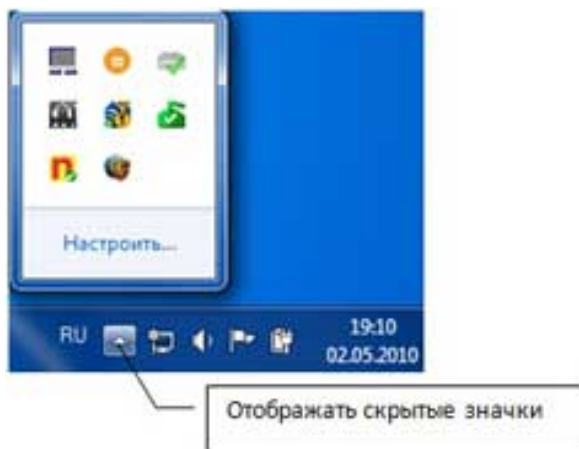 Настроить...
RU
19:10
02.05.2010
Отображать скрытые значки